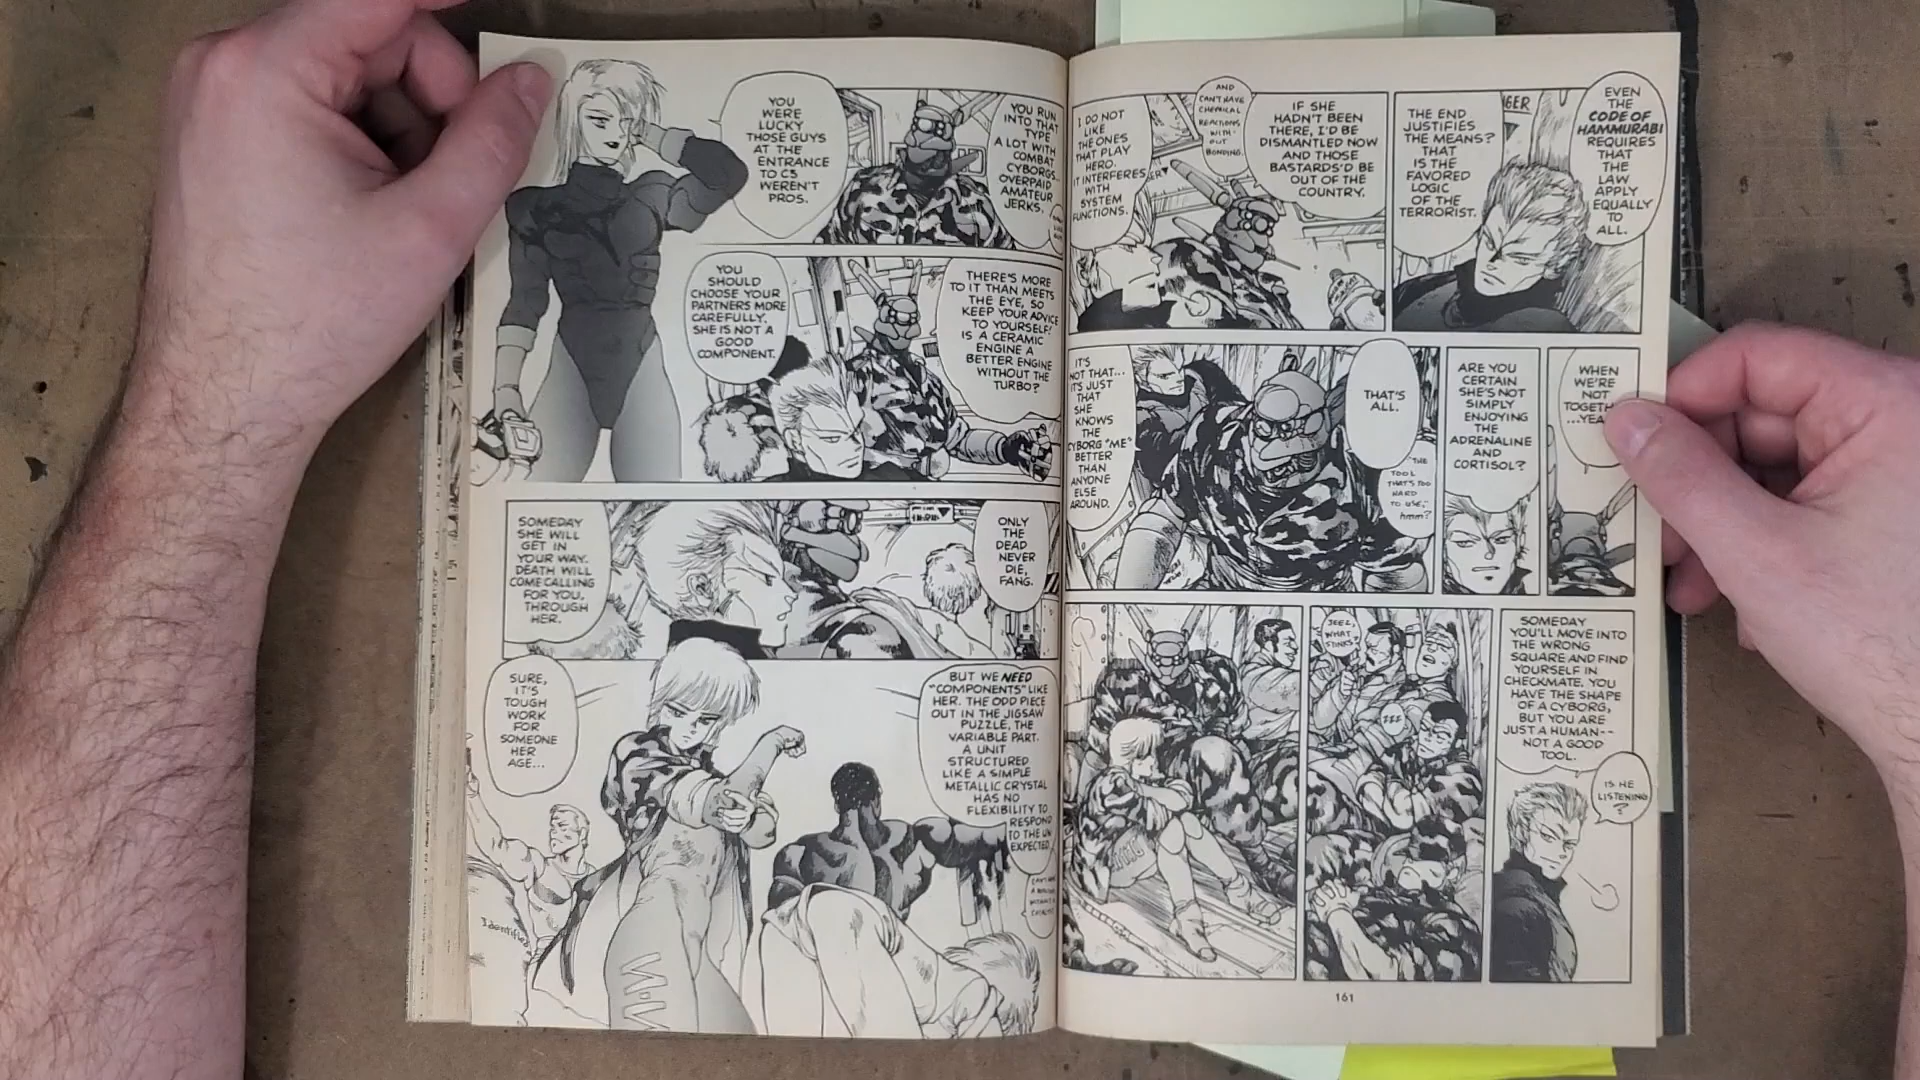 YOU
WERE
LUCKY
THOSE GUYS
AT THE
ENTRANCE
TO C5
WEREN'T
PROS.
YOU RUN
INTO THAT
TYPE
A LOT WITH
COMBAT
CYBORGS...
OVERPAID
AMATEUR
JERKS.
YOU
SHOULD
CHOOSE YOUR
PARTNERS MORE
CAREFULLY.
SHE IS NOT A
GOOD
COMPONENT.
THERE'S MORE
TO IT THAN MEETS
THE EYE, SO
KEEP YOUR ADVICE
TO YOURSELF!
IS A CERAMIC
ENGINE A
BETTER ENGINE
WITHOUT THE
TURBO?
SOMEDAY
SHE WILL
GET IN
YOUR WAY.
DEATH WILL
COME CALLING
FOR YOU,
THROUGH
HER.
ONLY
THE
DEAD
NEVER
DIE,
FANG.
SURE,
IT'S
TOUGH
WORK
FOR
SOMEONE
HER
AGE...
BUT WE NEED
"COMPONENTS" LIKE
HER. THE ODD PIECE
OUT IN THE JIGSAW
PUZZLE, THE
VARIABLE PART.
A UNIT
STRUCTURED
LIKE A SIMPLE
METALLIC CRYSTAL
HAS NO
FLEXIBILITY TO
RESPOND
TO THE UN
EXPECTED.
Identified
I DO NOT
LIKE
THE ONES
THAT PLAY
HERO.
IT INTERFERES
WITH
SYSTEM
FUNCTIONS.
AND
CAN'T HAVE
CHEMICAL
REACTIONS
WITH-
OUT
BONDING.
IF SHE
HADN'T BEEN
THERE, I'D BE
DISMANTLED NOW
AND THOSE
BASTARDS'D BE
OUT OF THE
COUNTRY.
THE END
JUSTIFIES
THE MEANS?
THAT
IS THE
FAVORED
LOGIC
OF THE
TERRORIST.
EVEN
THE
CODE OF
HAMMURABI
REQUIRES
THAT
THE
LAW
APPLY
EQUALLY
TO
ALL.
IT'S
NOT THAT...
IT'S JUST
THAT
SHE
KNOWS
THE
CYBORG "ME"
BETTER
THAN
ANYONE
ELSE
AROUND.
THAT'S
ALL.
"THE
TOOL
THAT'S TOO
HARD
TO USE,"
hmm?
ARE YOU
CERTAIN
SHE'S NOT
SIMPLY
ENJOYING
THE
ADRENALINE
AND
CORTISOL?
WHEN
WE'RE
NOT
TOGETH
...YEA
JEEZ,
WHAT
STINKS?
ZZZ
SOMEDAY
YOU'LL MOVE INTO
THE WRONG
SQUARE AND FIND
YOURSELF IN
CHECKMATE. YOU
HAVE THE SHAPE
OF A CYBORG,
BUT YOU ARE
JUST A HUMAN--
NOT A GOOD
TOOL.
IS HE
LISTENING
?
161